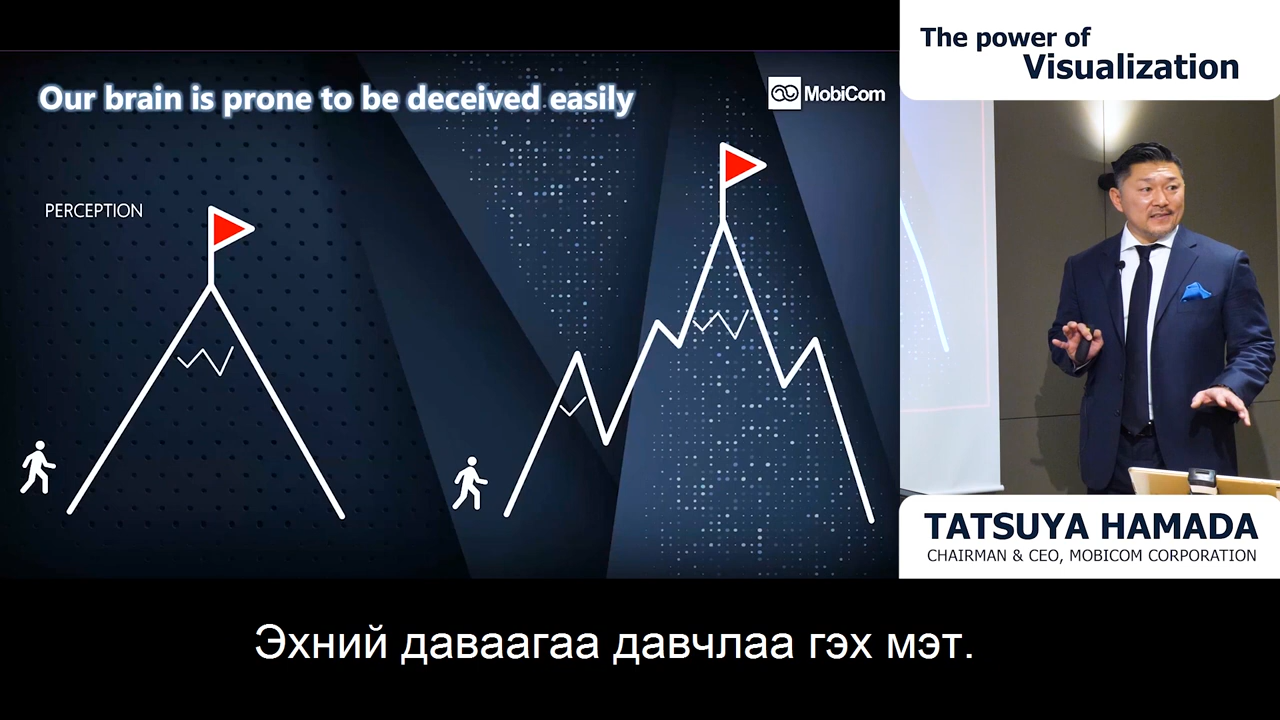 Our brain is prone to be deceived easily
MobiCom
PERCEPTION
The power of
Visualization
TATSUYA HAMADA
CHAIRMAN & CEO, MOBICOM CORPORATION
Эхний даваагаа давчлаа гэх мэт.